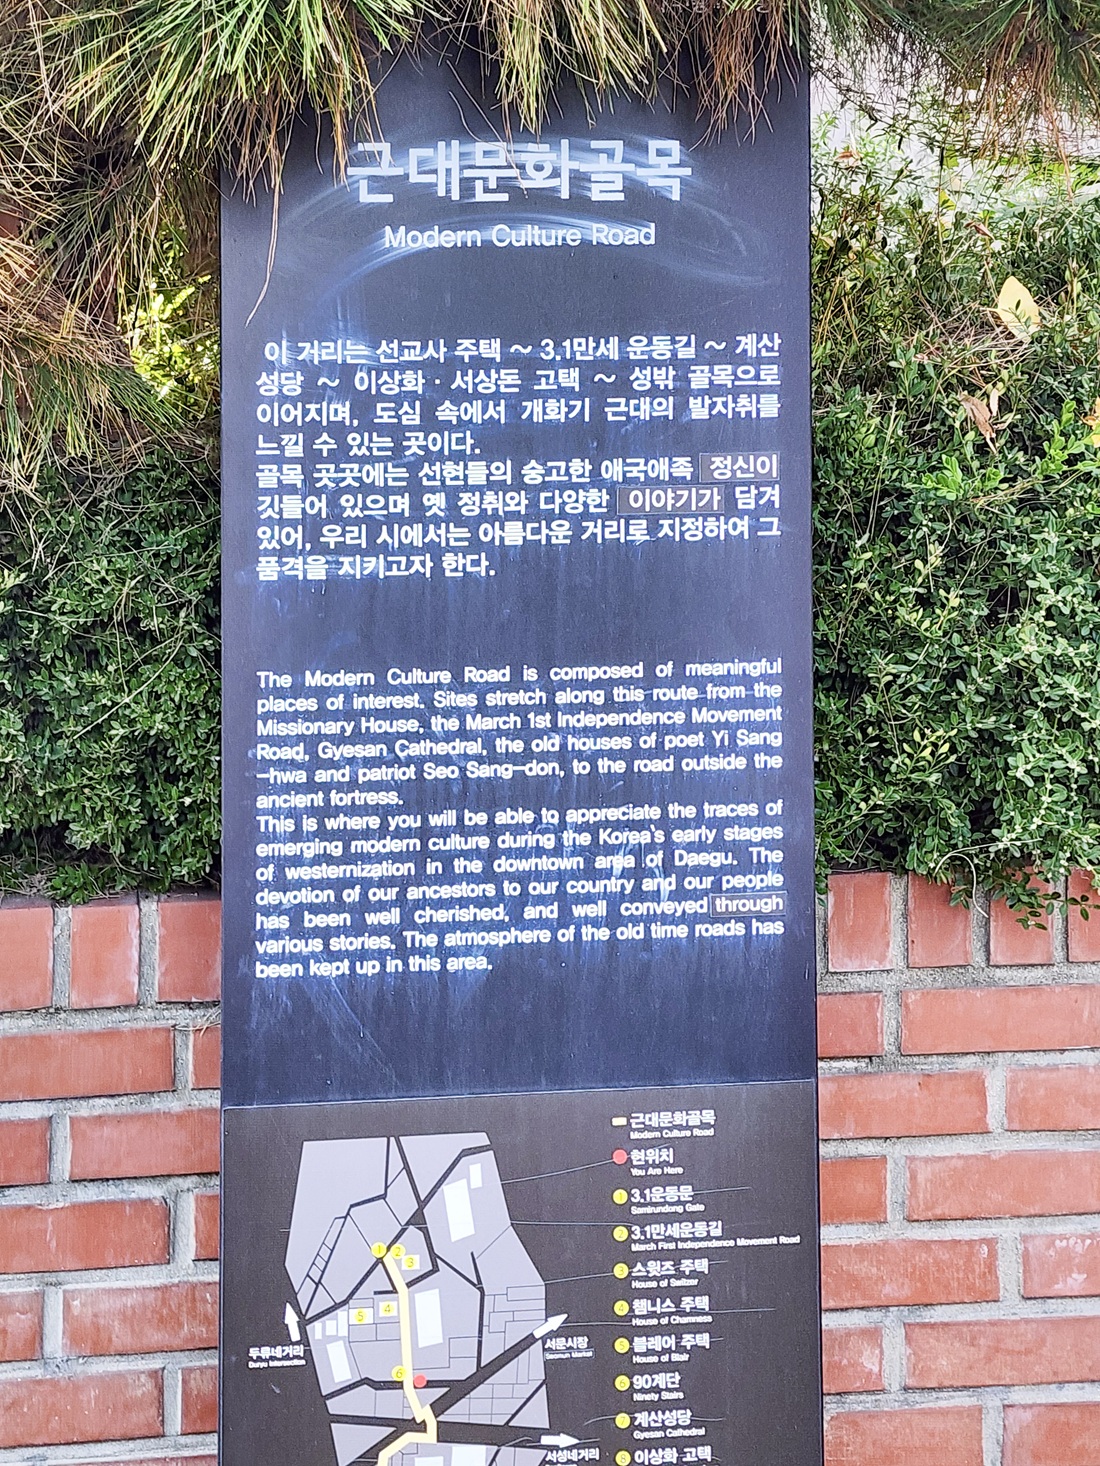 근대문화골목
Modern Culture Road
이 거리는 선교사 주택 ~ 3.1만세 운동길 ~ 계산
성당 ~ 이상화 · 서상돈 고택 ~ 성밖 골목으로
이어지며, 도심 속에서 개화기 근대의 발자취를
느낄 수 있는 곳이다.
골목 곳곳에는 선현들의 숭고한 애국애족 정신이
깃들어 있으며 옛 정취와 다양한 이야기가 담겨
있어, 우리 시에서는 아름다운 거리로 지정하여 그
품격을 지키고자 한다.
The Modern Culture Road is composed of meaningful
places of interest. Sites stretch along this route from the
Missionary House, the March 1st Independence Movement
Road, Gyesan Cathedral, the old houses of poet Yi Sang
-hwa and patriot Seo Sang-don, to the road outside the
ancient fortress.
This is where you will be able to appreciate the traces of
emerging modern culture during the Korea's early stages
of westernization in the downtown area of Daegu. The
devotion of our ancestors to our country and our people
has been well cherished, and well conveyed through
various stories. The atmosphere of the old time roads has
been kept up in this area.
근대문화골목
Modern Culture Road
현위치
You Are Here
1 3.1운동문
Samirundong Gate
2 3.1만세운동길
March First Independence Movement Road
3 스윗즈 주택
House of Switzer
4 챔니스 주택
House of Chamness
5 블레어 주택
House of Blair
6 90계단
Ninety Stairs
7 계산성당
Gyesan Cathedral
8 이상화 고택
1 2
3
4
5
6
두류네거리
Duryu Intersection
서문시장
Seomun Market
서성네거리